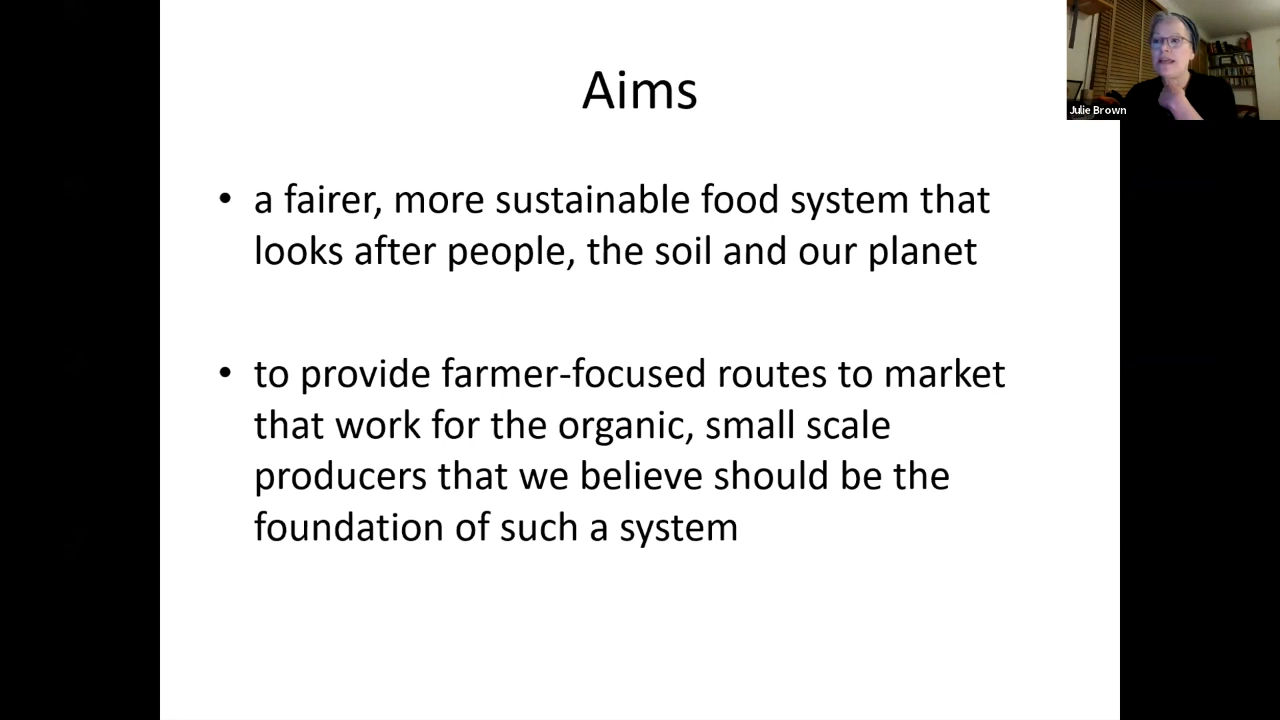 Aims
• a fairer, more sustainable food system that
looks after people, the soil and our planet
• to provide farmer-focused routes to market
that work for the organic, small scale
producers that we believe should be the
foundation of such a system
Julie Brown